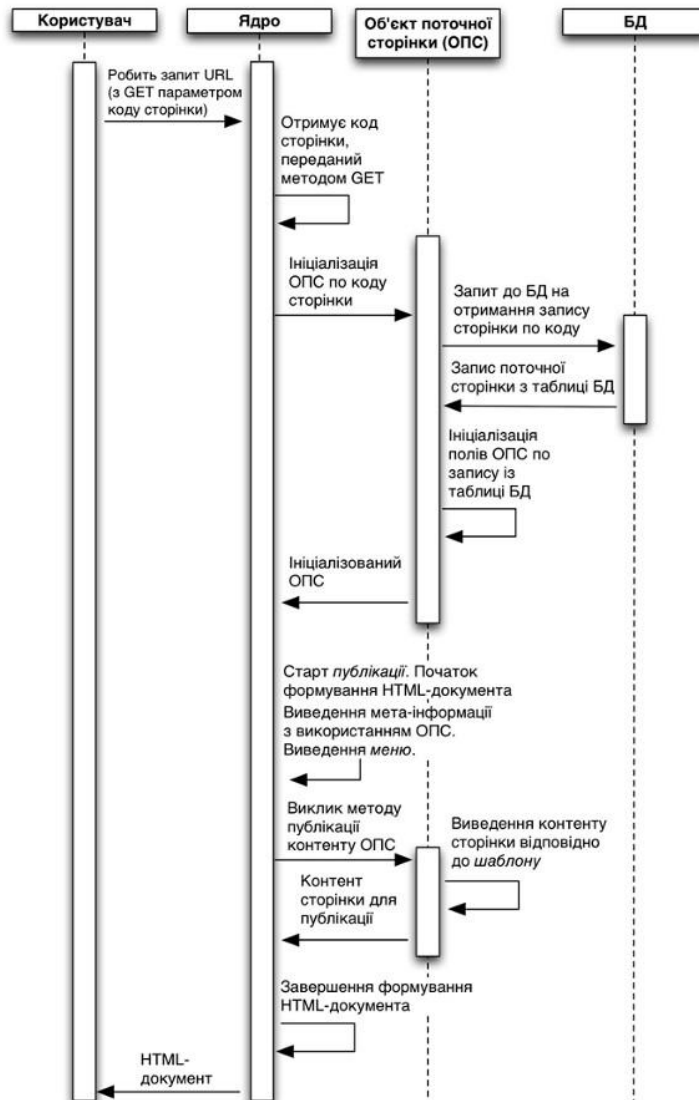 Користувач
Ядро
Об'єкт поточної
сторінки (ОПС)
БД
Робить запит URL
(з GET параметром
коду сторінки)
Отримує код
сторінки,
переданий
методом GET
Ініціалізація
ОПС по коду
сторінки
Запит до БД на
отримання запису
сторінки по коду
Запис поточної
сторінки з таблиці БД
Ініціалізація
полів ОПС по
запису із
таблиці БД
Ініціалізований
ОПС
Старт публікації. Початок
формування HTML-документа
Виведення мета-інформації
з використанням ОПС.
Виведення меню.
Виклик методу
публікації
контенту ОПС
Виведення контенту
сторінки відповідно
до шаблону
Контент
сторінки для
публікації
Завершення формування
HTML-документа
HTML-
документ